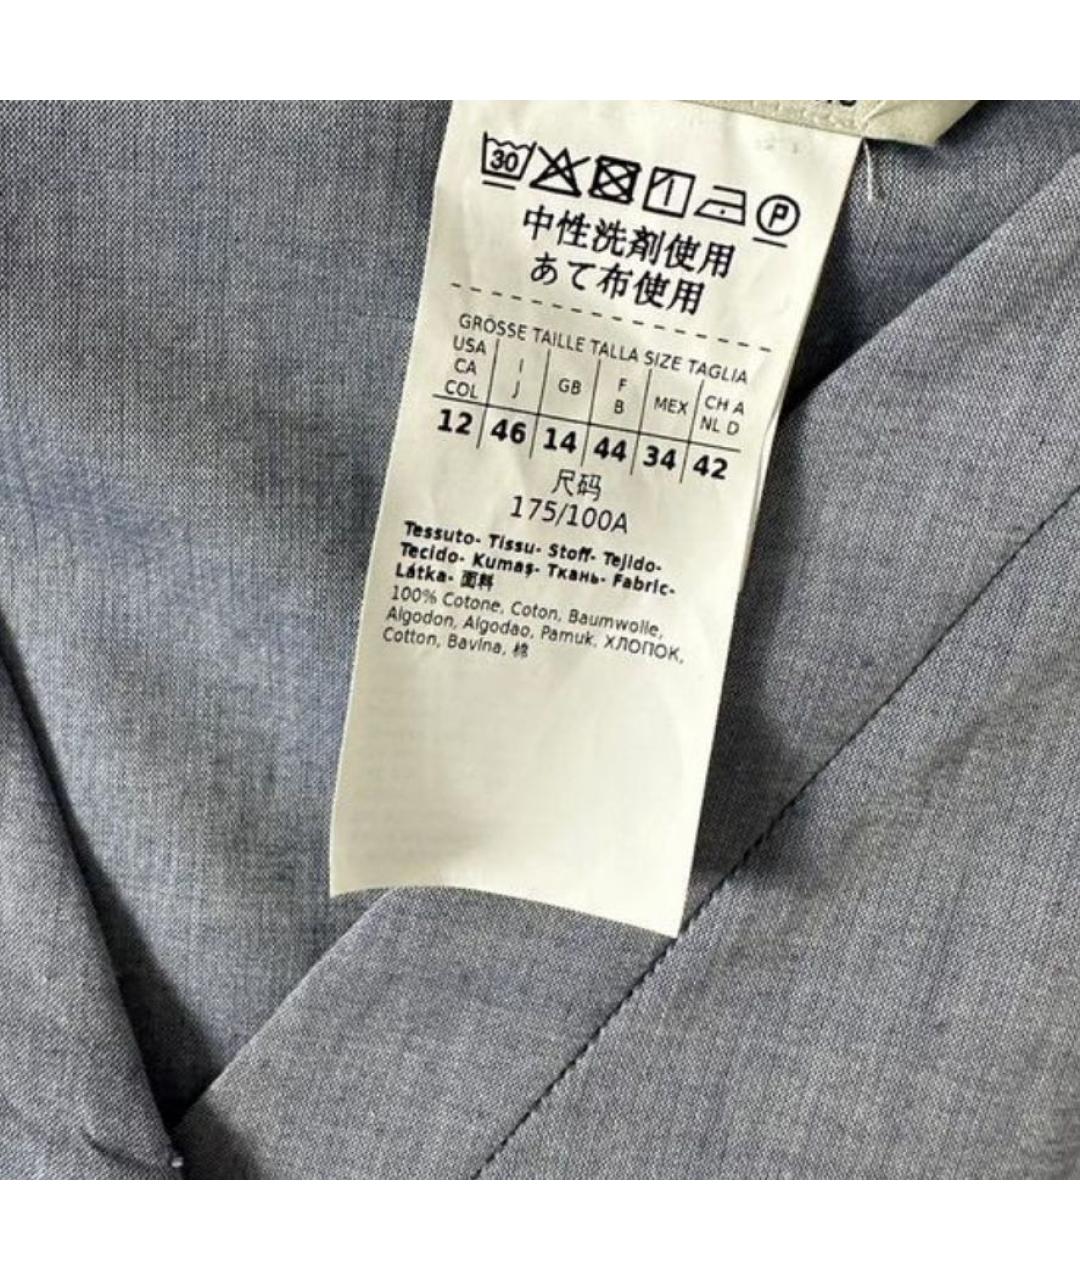 30 P
中性洗剤使用
あて布使用
GRÖSSE TAILLE TALLA SIZE TAGLIA
USA CA COL | I J | GB | F B | MEX | CH A NL D
12 | 46 | 14 | 44 | 34 | 42
尺码
175/100A
Tessuto- Tissu- Stoff- Tejido-
Tecido- Kumaş- Ткань- Fabric-
Látka- 面料
100% Cotone, Coton, Baumwolle,
Algodon, Algodao, Pamuk, ХЛОПОК,
Cotton, Bavlna, 棉